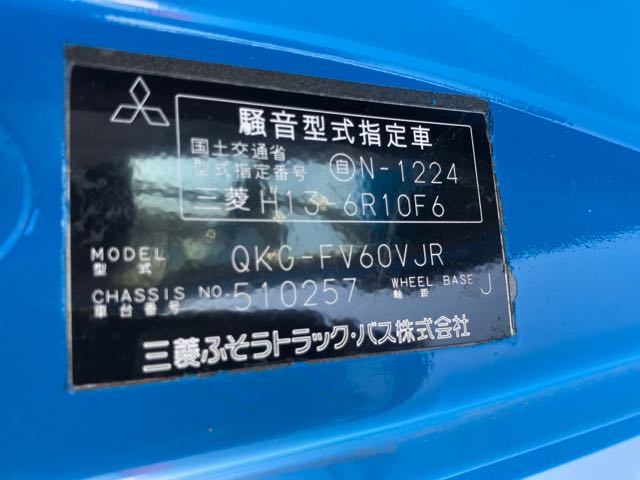 騒音型式指定車
国土交通省
型式指定番号 自N-1224
三菱 H13-6R10F6
MODEL QKG-FV60VJR
型式
CHASSIS NO. 510257 WHEEL BASE J
車台番号 軸距
三菱ふそうトラック・バス株式会社